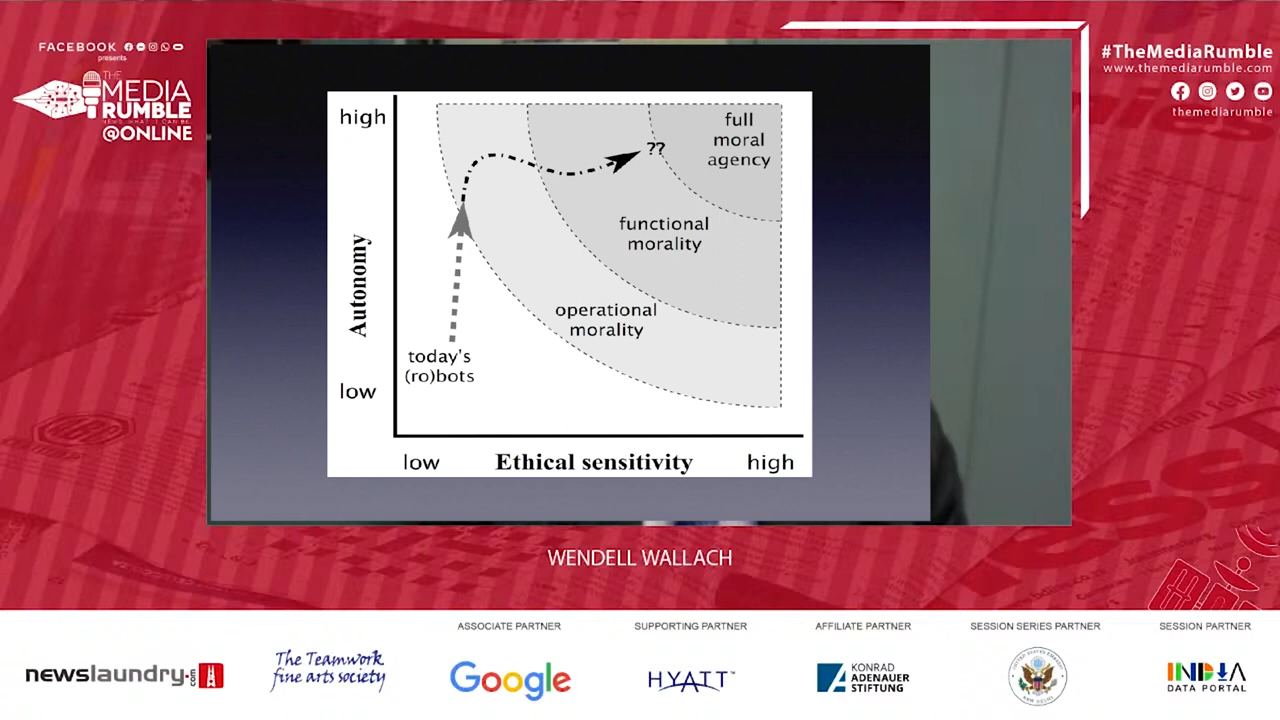 FACEBOOK
presents
THE
MEDIA
RUMBLE
@ONLINE
#TheMediaRumble
www.themediarumble.com
themediarumble
high
Autonomy
low
??
full
moral
agency
functional
morality
operational
morality
today's
(ro)bots
low
Ethical sensitivity
high
WENDELL WALLACH
newslaundry.com
The Teamwork
fine arts society
ASSOCIATE PARTNER
Google
SUPPORTING PARTNER
HYATT™
AFFILIATE PARTNER
KONRAD
ADENAUER
STIFTUNG
SESSION SERIES PARTNER
SESSION PARTNER
INDIA
DATA PORTAL